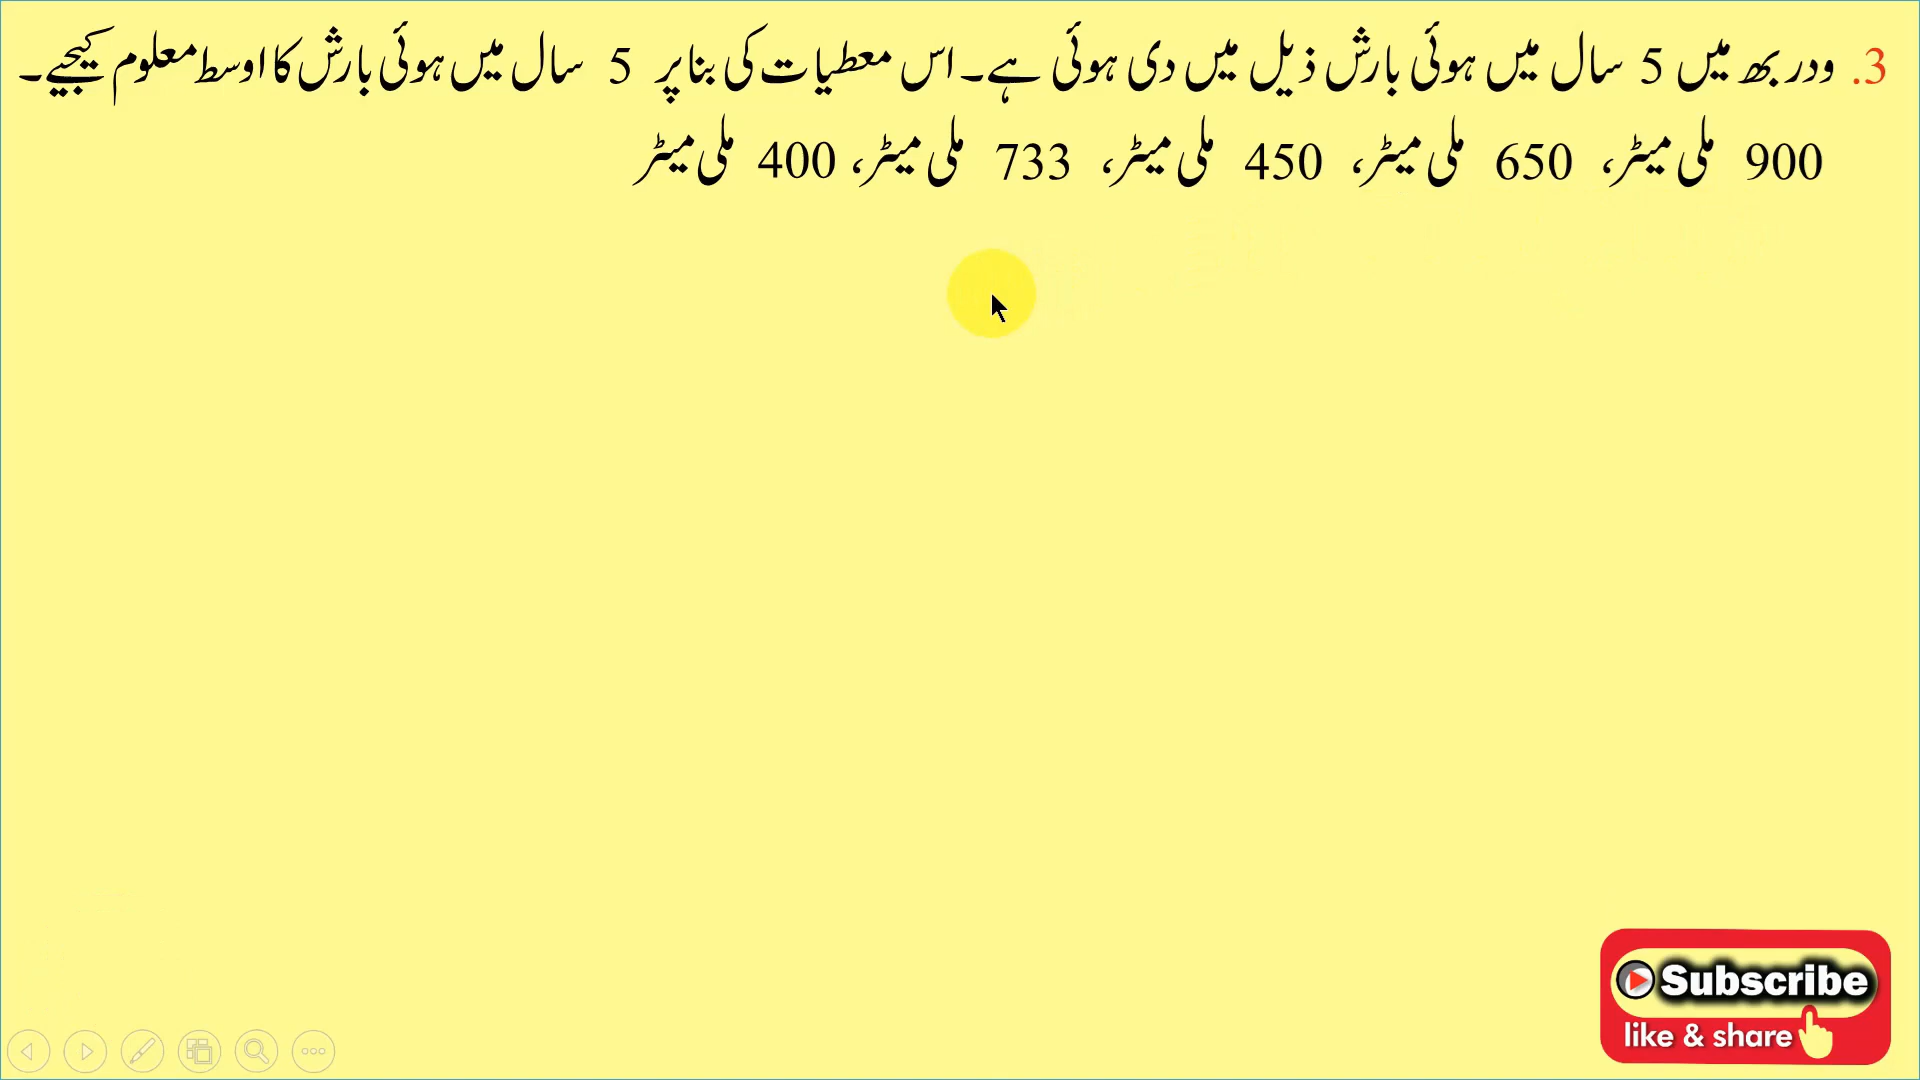 3. ودربھ میں 5 سال میں ہوئی بارش ذیل میں دی ہوئی ہے۔ اس معطیات کی بنا پر 5 سال میں ہوئی بارش کا اوسط معلوم کیجیے۔
900 ملی میٹر، 650 ملی میٹر، 450 ملی میٹر، 733 ملی میٹر، 400 ملی میٹر
Subscribe
like & share